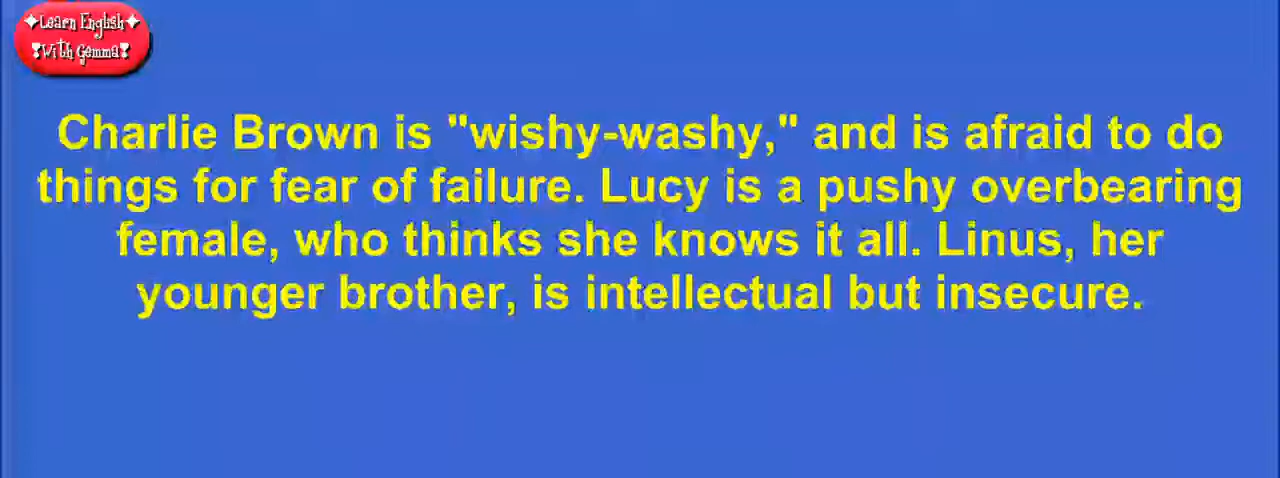 ✦Learn English✦
❣With Gemma❣
Charlie Brown is "wishy-washy," and is afraid to do
things for fear of failure. Lucy is a pushy overbearing
female, who thinks she knows it all. Linus, her
younger brother, is intellectual but insecure.